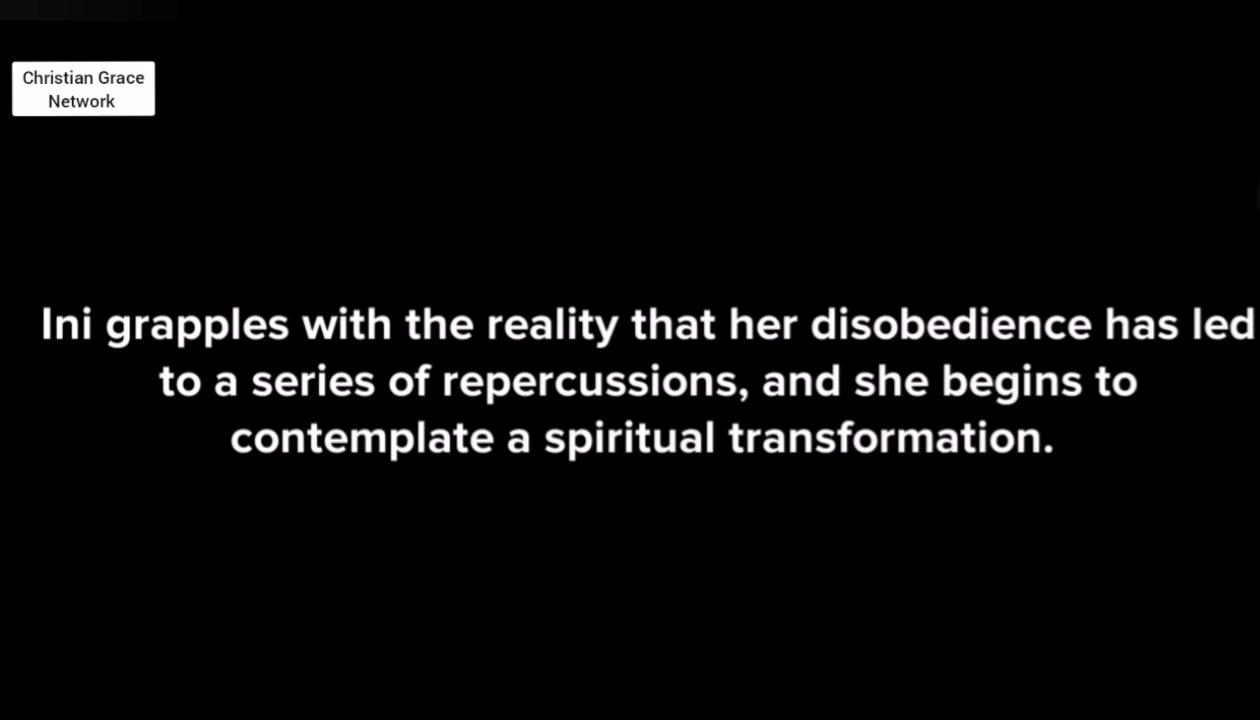 Christian Grace
Network
Ini grapples with the reality that her disobedience has led
to a series of repercussions, and she begins to
contemplate a spiritual transformation.